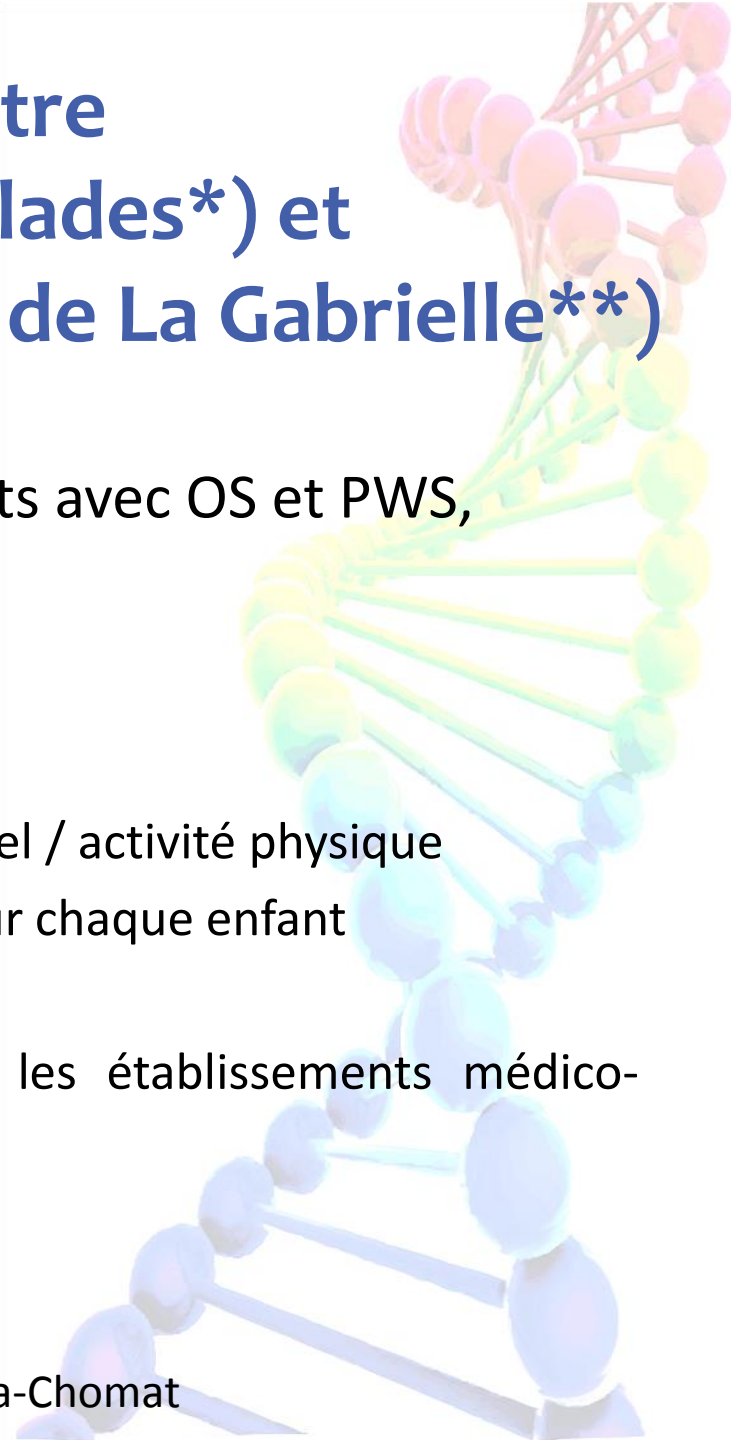 tre
lades*) et
de La Gabrielle**)
ts avec OS et PWS,
el / activité physique
ur chaque enfant
les établissements médico-
a-Chomat